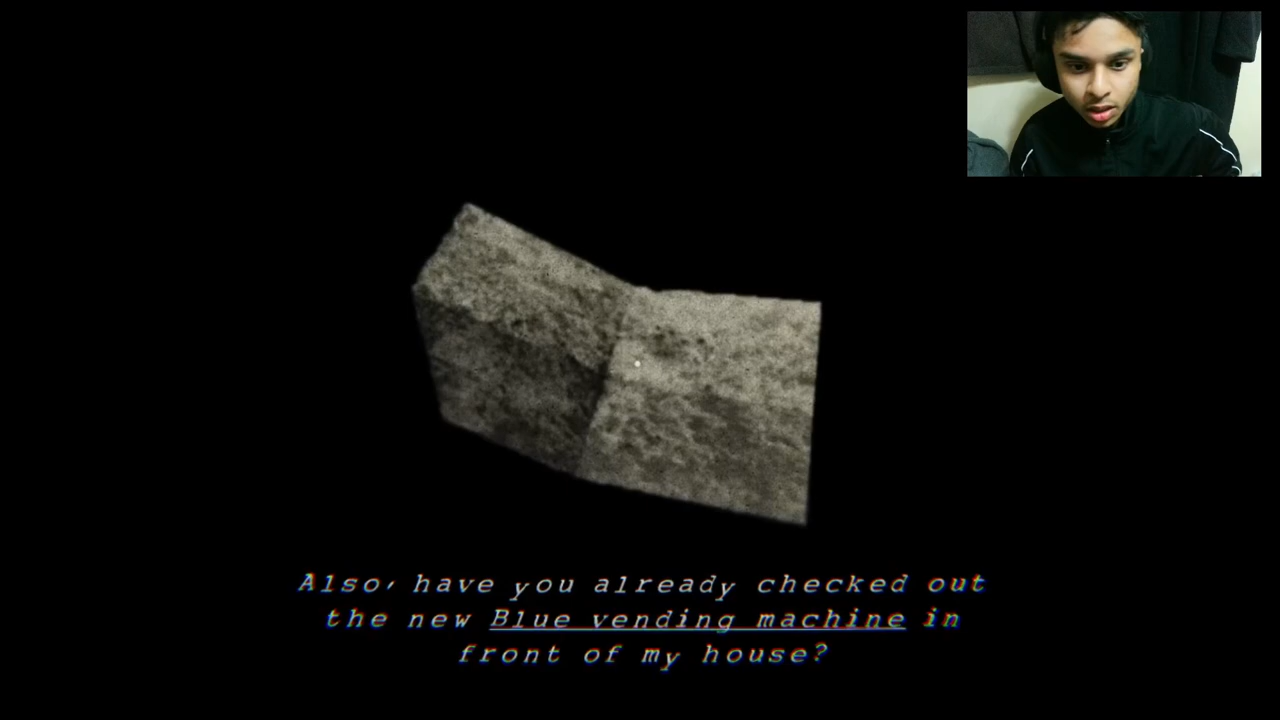 Also, have you already checked out
the new Blue vending machine in
front of my house?